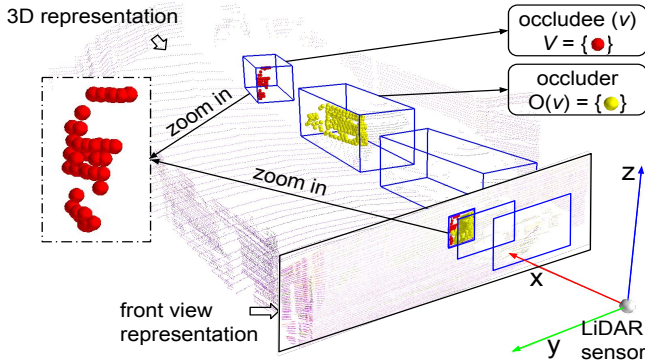 3D representation
occludee (v)
V = { }
occluder
O(v) = { }
zoom in
zoom in
z
x
y
front view
representation
LiDAR
sensor